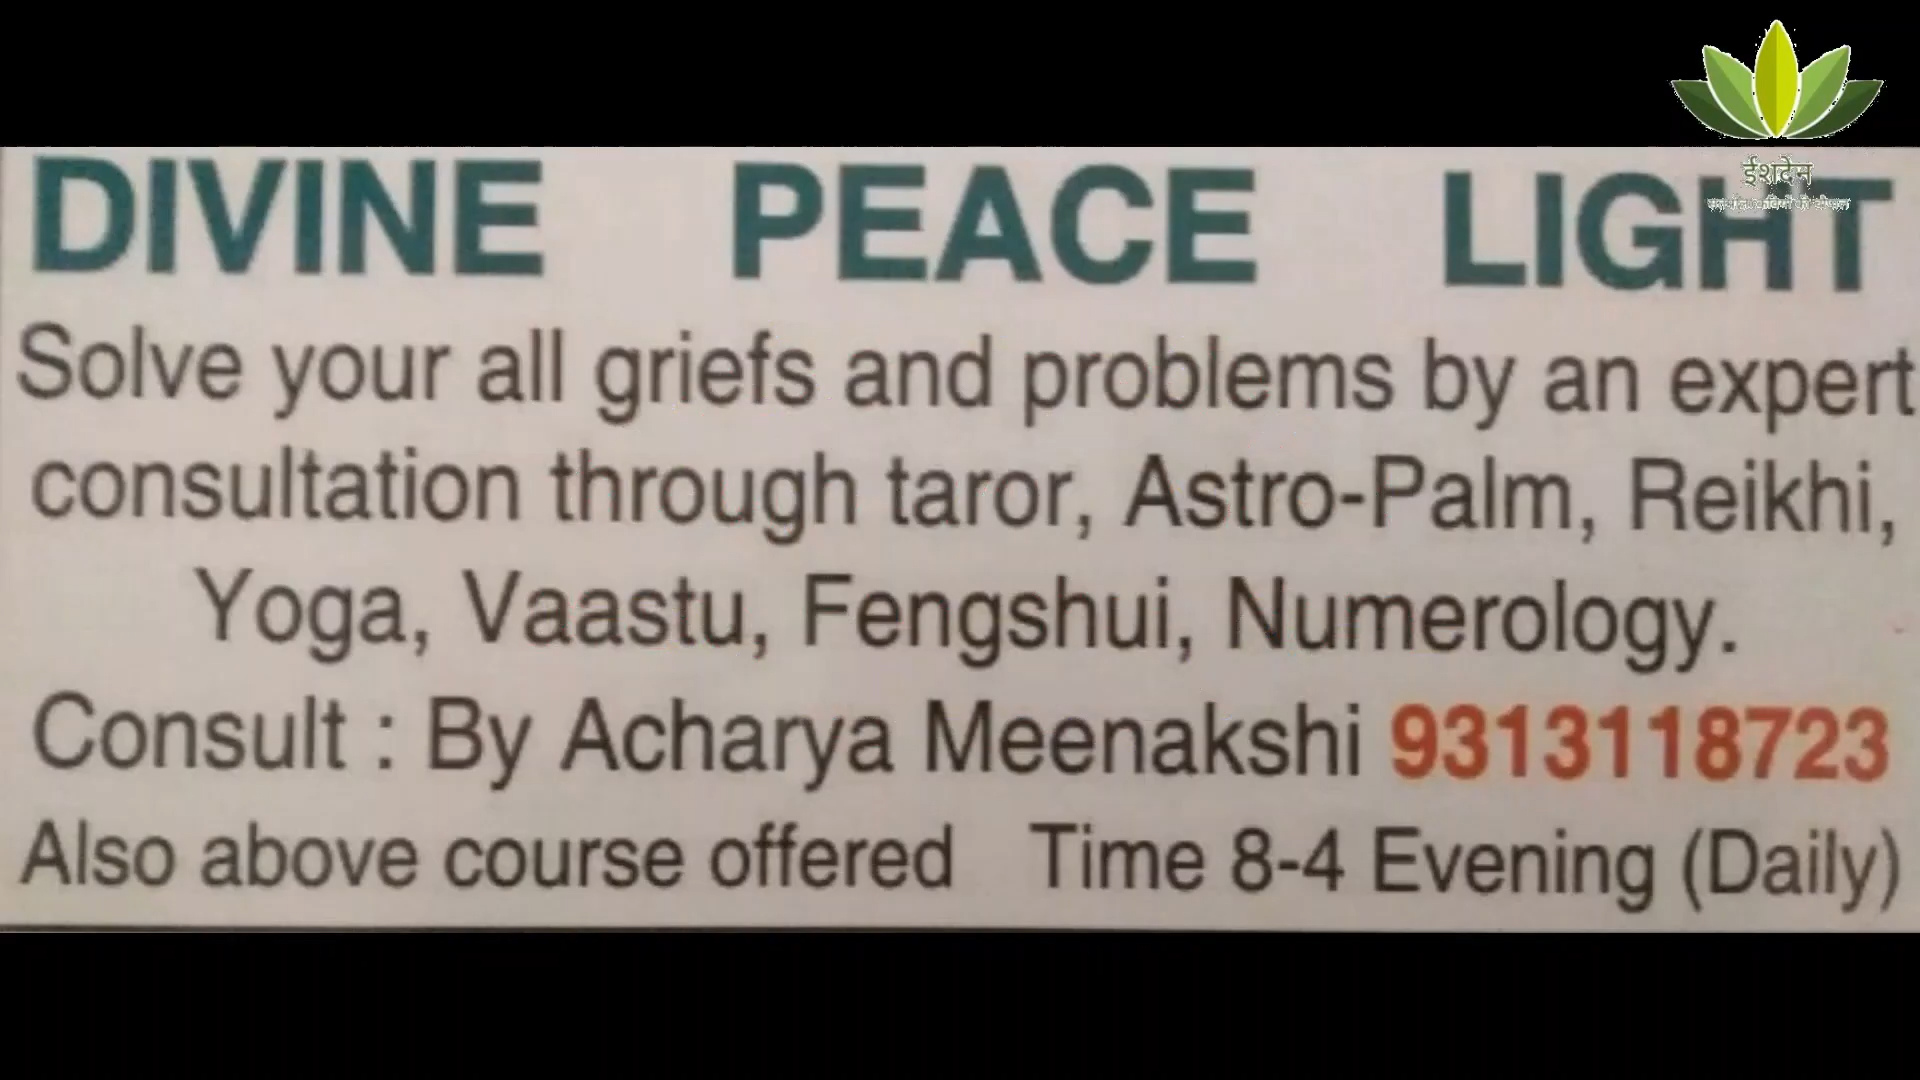 ईशदेन
DIVINE PEACE LIGHT
Solve your all griefs and problems by an expert
consultation through taror, Astro-Palm, Reikhi,
Yoga, Vaastu, Fengshui, Numerology.
Consult : By Acharya Meenakshi 9313118723
Also above course offered Time 8-4 Evening (Daily)